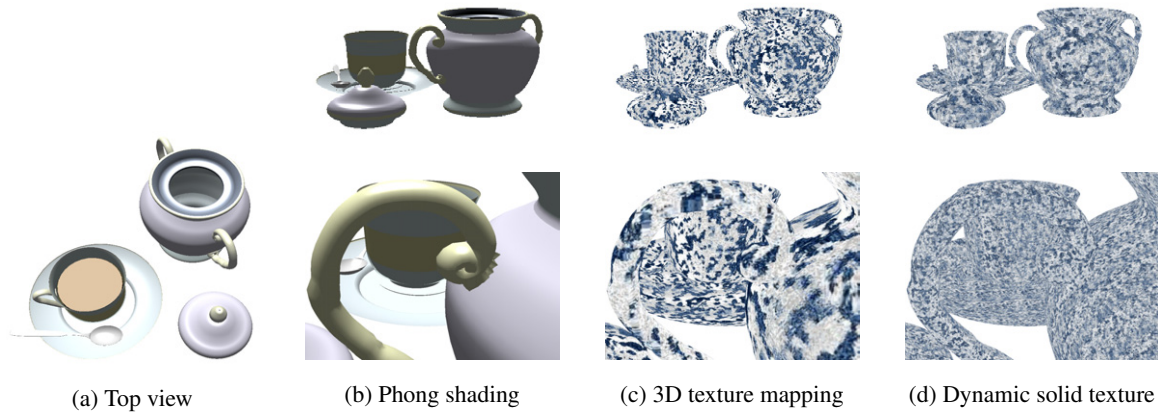 (a) Top view
(b) Phong shading
(c) 3D texture mapping
(d) Dynamic solid texture